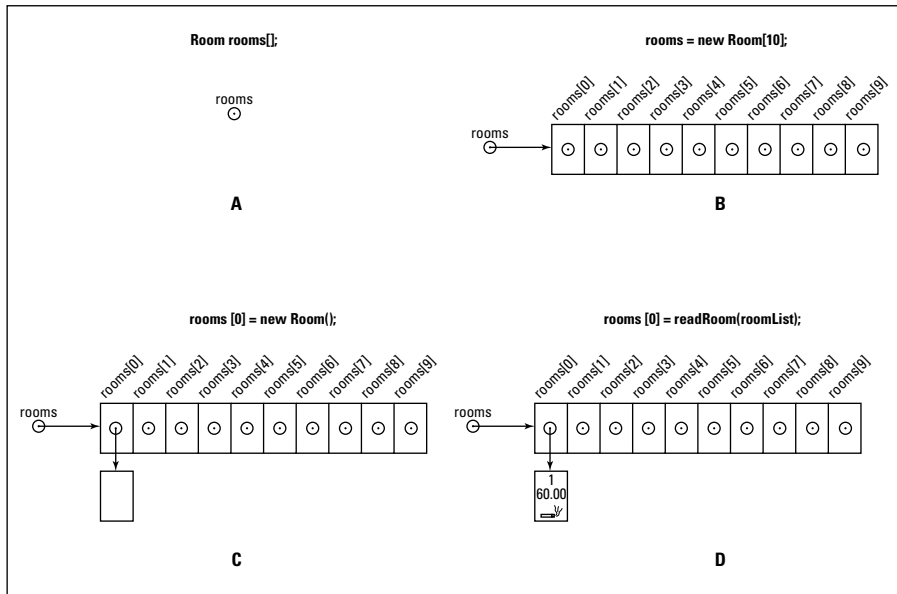 Room rooms[];
rooms
A
rooms = new Room[10];
rooms[0] rooms[1] rooms[2] rooms[3] rooms[4] rooms[5] rooms[6] rooms[7] rooms[8] rooms[9]
rooms
B
rooms [0] = new Room();
rooms[0] rooms[1] rooms[2] rooms[3] rooms[4] rooms[5] rooms[6] rooms[7] rooms[8] rooms[9]
rooms
C
rooms [0] = readRoom(roomList);
rooms[0] rooms[1] rooms[2] rooms[3] rooms[4] rooms[5] rooms[6] rooms[7] rooms[8] rooms[9]
rooms
1
60.00
D